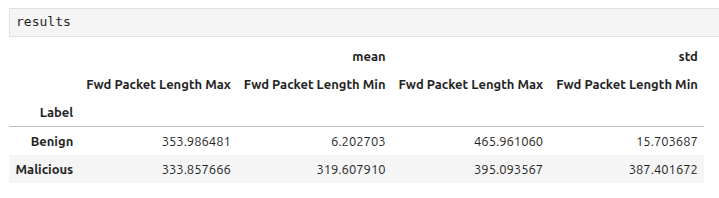 results
mean std
Fwd Packet Length Max Fwd Packet Length Min Fwd Packet Length Max Fwd Packet Length Min
Label
Benign 353.986481 6.202703 465.961060 15.703687
Malicious 333.857666 319.607910 395.093567 387.401672